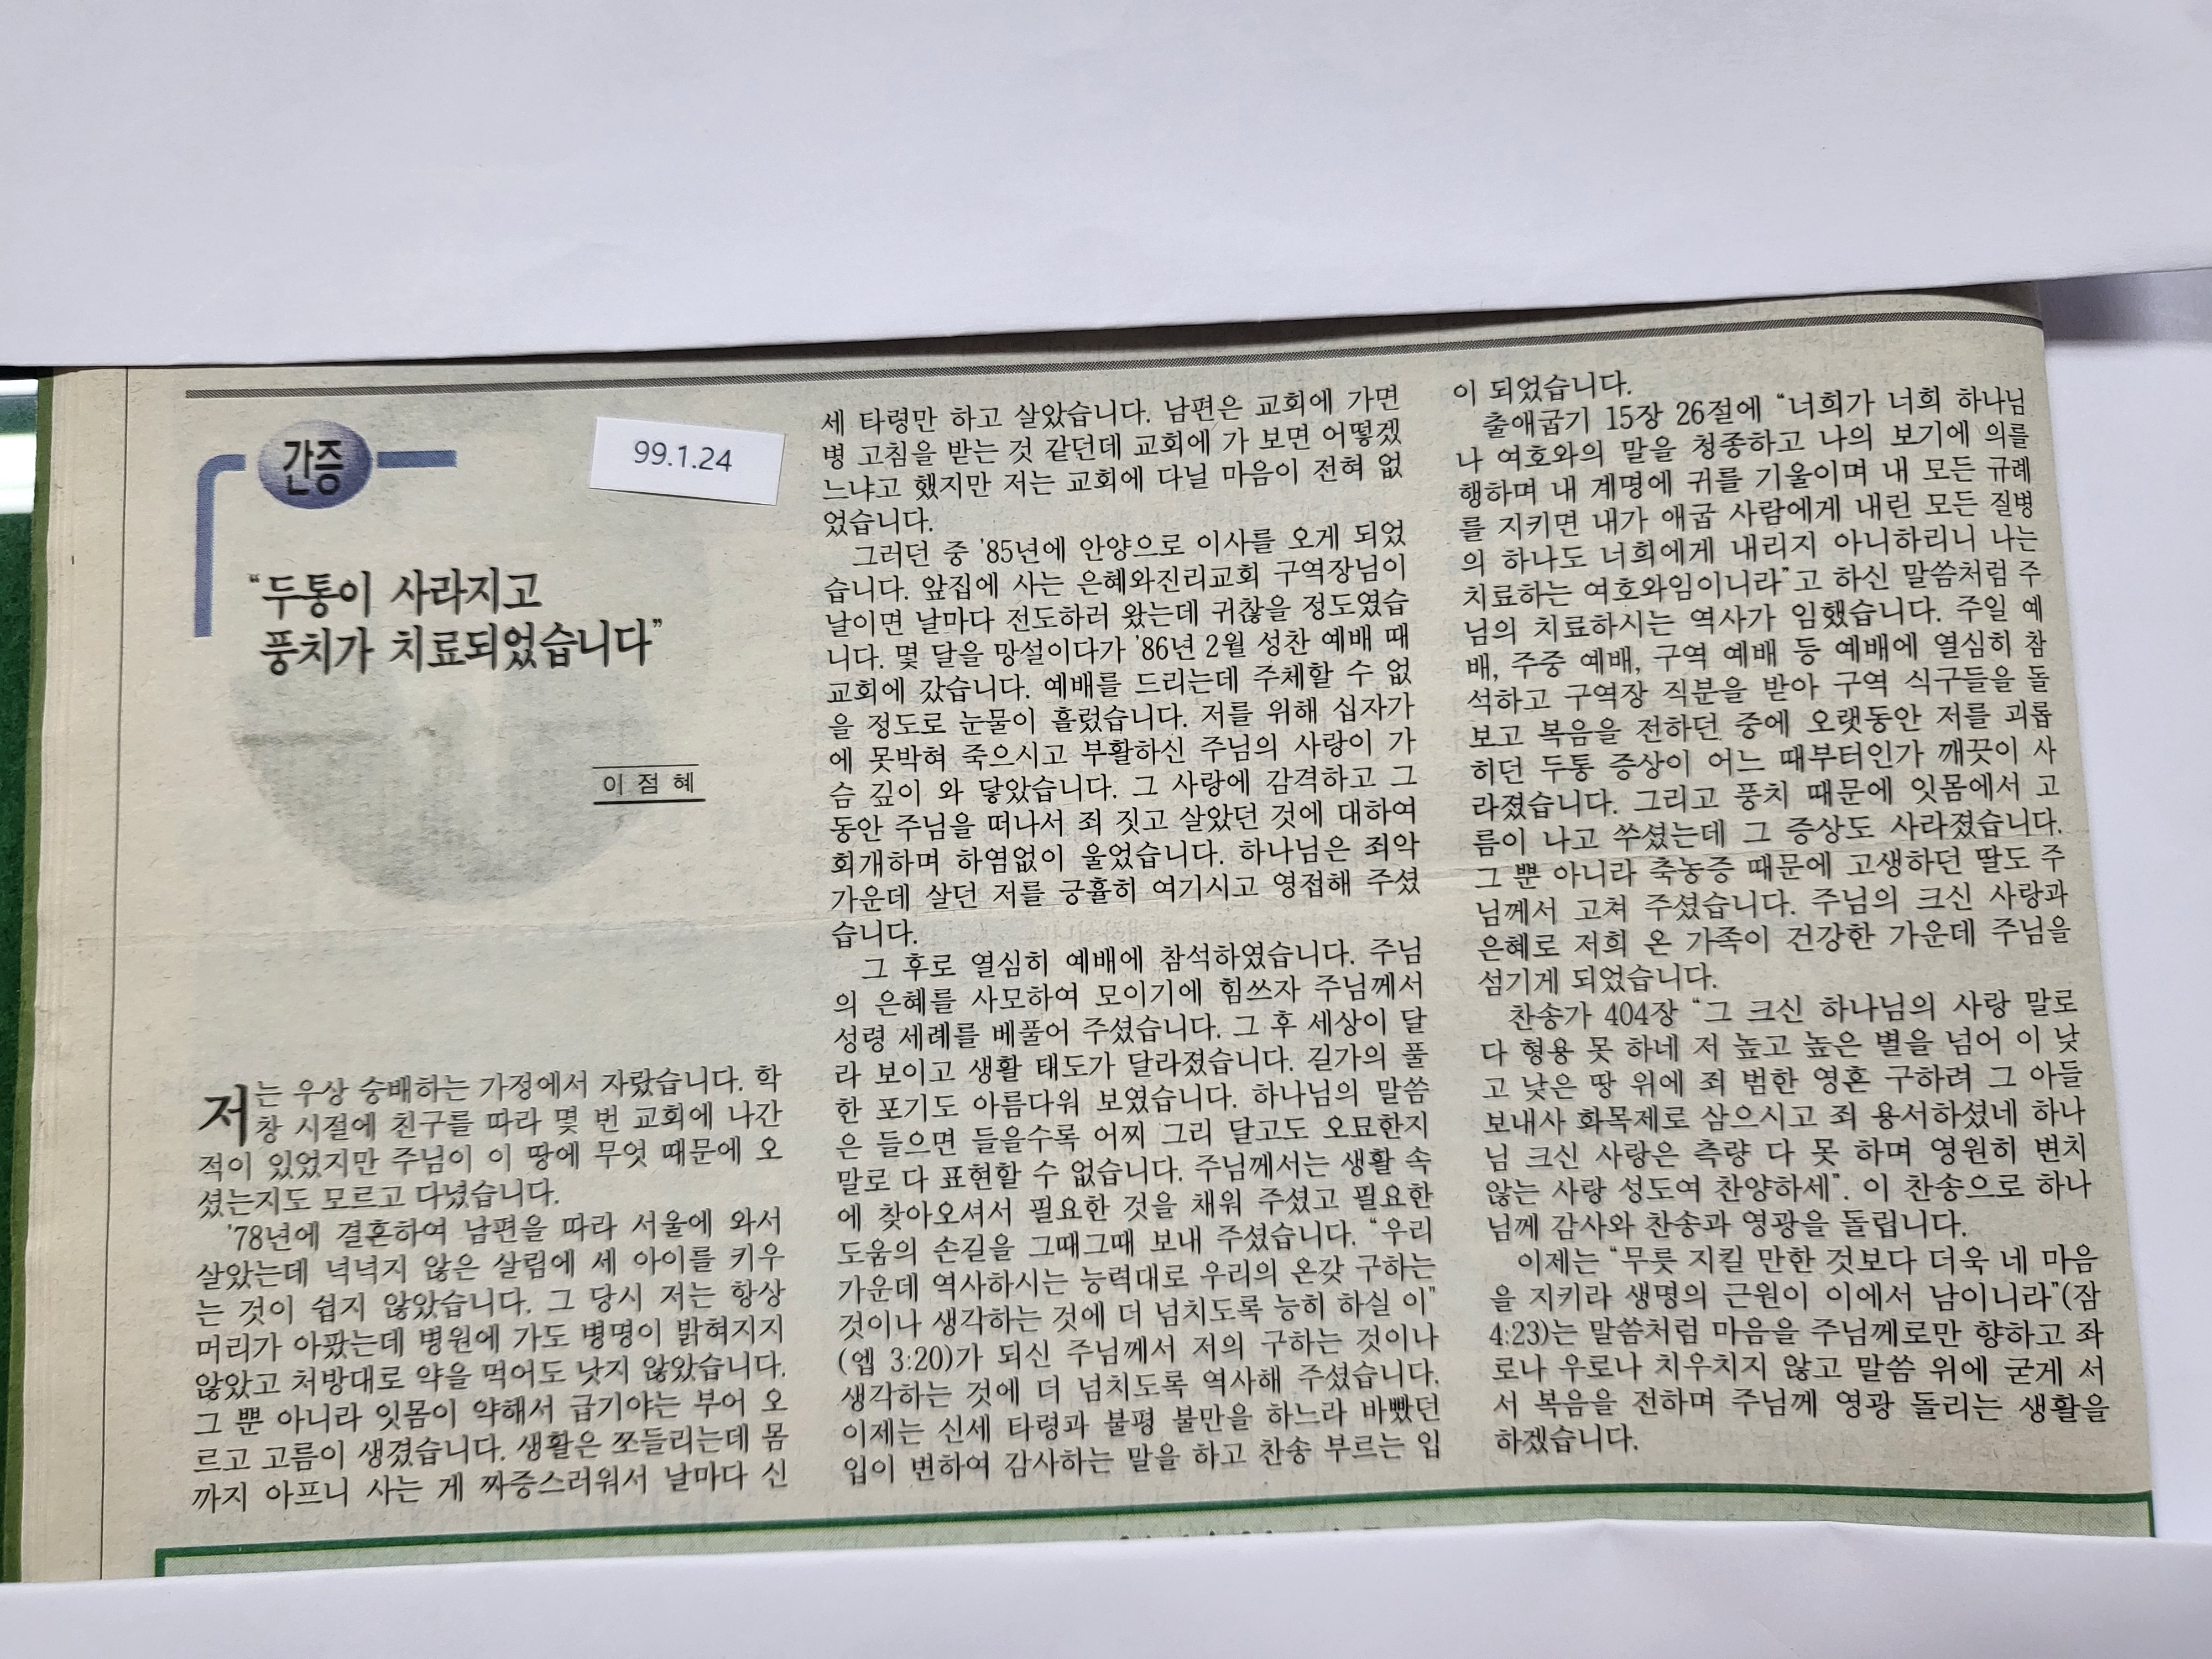 간증
99.1.24
“두통이 사라지고
풍치가 치료되었습니다”
이 점 혜
저는 우상 숭배하는 가정에서 자랐습니다. 학
창 시절에 친구를 따라 몇 번 교회에 나간
적이 있었지만 주님이 이 땅에 무엇 때문에 오
셨는지도 모르고 다녔습니다.
'78년에 결혼하여 남편을 따라 서울에 와서
살았는데 넉넉지 않은 살림에 세 아이를 키우
는 것이 쉽지 않았습니다. 그 당시 저는 항상
머리가 아팠는데 병원에 가도 병명이 밝혀지지
않았고 처방대로 약을 먹어도 낫지 않았습니다.
그 뿐 아니라 잇몸이 약해서 급기야는 부어 오
르고 고름이 생겼습니다. 생활은 쪼들리는데 몸
까지 아프니 사는 게 짜증스러워서 날마다 신
세 타령만 하고 살았습니다. 남편은 교회에 가면
병 고침을 받는 것 같던데 교회에 가 보면 어떻겠
느냐고 했지만 저는 교회에 다닐 마음이 전혀 없
었습니다.
그러던 중 '85년에 안양으로 이사를 오게 되었
습니다. 앞집에 사는 은혜와진리교회 구역장님이
날이면 날마다 전도하러 왔는데 귀찮을 정도였습
니다. 몇 달을 망설이다가 '86년 2월 성찬 예배 때
교회에 갔습니다. 예배를 드리는데 주체할 수 없
을 정도로 눈물이 흘렀습니다. 저를 위해 십자가
에 못박혀 죽으시고 부활하신 주님의 사랑이 가
슴 깊이 와 닿았습니다. 그 사랑에 감격하고 그
동안 주님을 떠나서 죄 짓고 살았던 것에 대하여
회개하며 하염없이 울었습니다. 하나님은 죄악
가운데 살던 저를 긍휼히 여기시고 영접해 주셨
습니다.
그 후로 열심히 예배에 참석하였습니다. 주님
의 은혜를 사모하여 모이기에 힘쓰자 주님께서
성령 세례를 베풀어 주셨습니다. 그 후 세상이 달
라 보이고 생활 태도가 달라졌습니다. 길가의 풀
한 포기도 아름다워 보였습니다. 하나님의 말씀
은 들으면 들을수록 어찌 그리 달고도 오묘한지
말로 다 표현할 수 없습니다. 주님께서는 생활 속
에 찾아오셔서 필요한 것을 채워 주셨고 필요한
도움의 손길을 그때그때 보내 주셨습니다. “우리
가운데 역사하시는 능력대로 우리의 온갖 구하는
것이나 생각하는 것에 더 넘치도록 능히 하실 이”
(엡 3:20)가 되신 주님께서 저의 구하는 것이나
생각하는 것에 더 넘치도록 역사해 주셨습니다.
이제는 신세 타령과 불평 불만을 하느라 바빴던
입이 변하여 감사하는 말을 하고 찬송 부르는 입
이 되었습니다.
출애굽기 15장 26절에 “너희가 너희 하나님
나 여호와의 말을 청종하고 나의 보기에 의를
행하며 내 계명에 귀를 기울이며 내 모든 규례
를 지키면 내가 애굽 사람에게 내린 모든 질병
의 하나도 너희에게 내리지 아니하리니 나는
치료하는 여호와임이니라”고 하신 말씀처럼 주
님의 치료하시는 역사가 임했습니다. 주일 예
배, 주중 예배, 구역 예배 등 예배에 열심히 참
석하고 구역장 직분을 받아 구역 식구들을 돌
보고 복음을 전하던 중에 오랫동안 저를 괴롭
히던 두통 증상이 어느 때부터인가 깨끗이 사
라졌습니다. 그리고 풍치 때문에 잇몸에서 고
름이 나고 쑤셨는데 그 증상도 사라졌습니다.
그 뿐 아니라 축농증 때문에 고생하던 딸도 주
님께서 고쳐 주셨습니다. 주님의 크신 사랑과
은혜로 저희 온 가족이 건강한 가운데 주님을
섬기게 되었습니다.
찬송가 404장 “그 크신 하나님의 사랑 말로
다 형용 못 하네 저 높고 높은 별을 넘어 이 낮
고 낮은 땅 위에 죄 범한 영혼 구하려 그 아들
보내사 화목제로 삼으시고 죄 용서하셨네 하나
님 크신 사랑은 측량 다 못 하며 영원히 변치
않는 사랑 성도여 찬양하세”. 이 찬송으로 하나
님께 감사와 찬송과 영광을 돌립니다.
이제는 “무릇 지킬 만한 것보다 더욱 네 마음
을 지키라 생명의 근원이 이에서 남이니라”(잠
4:23)는 말씀처럼 마음을 주님께로만 향하고 좌
로나 우로나 치우치지 않고 말씀 위에 굳게 서
서 복음을 전하며 주님께 영광 돌리는 생활을
하겠습니다.